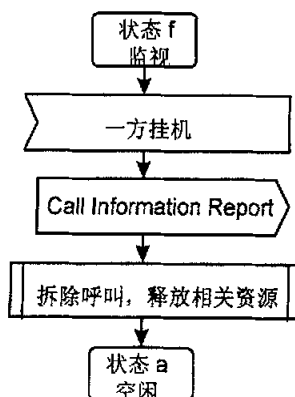 状态 f
监视
一方挂机
Call Information Report
拆除呼叫，释放相关资源
状态 a
空闲